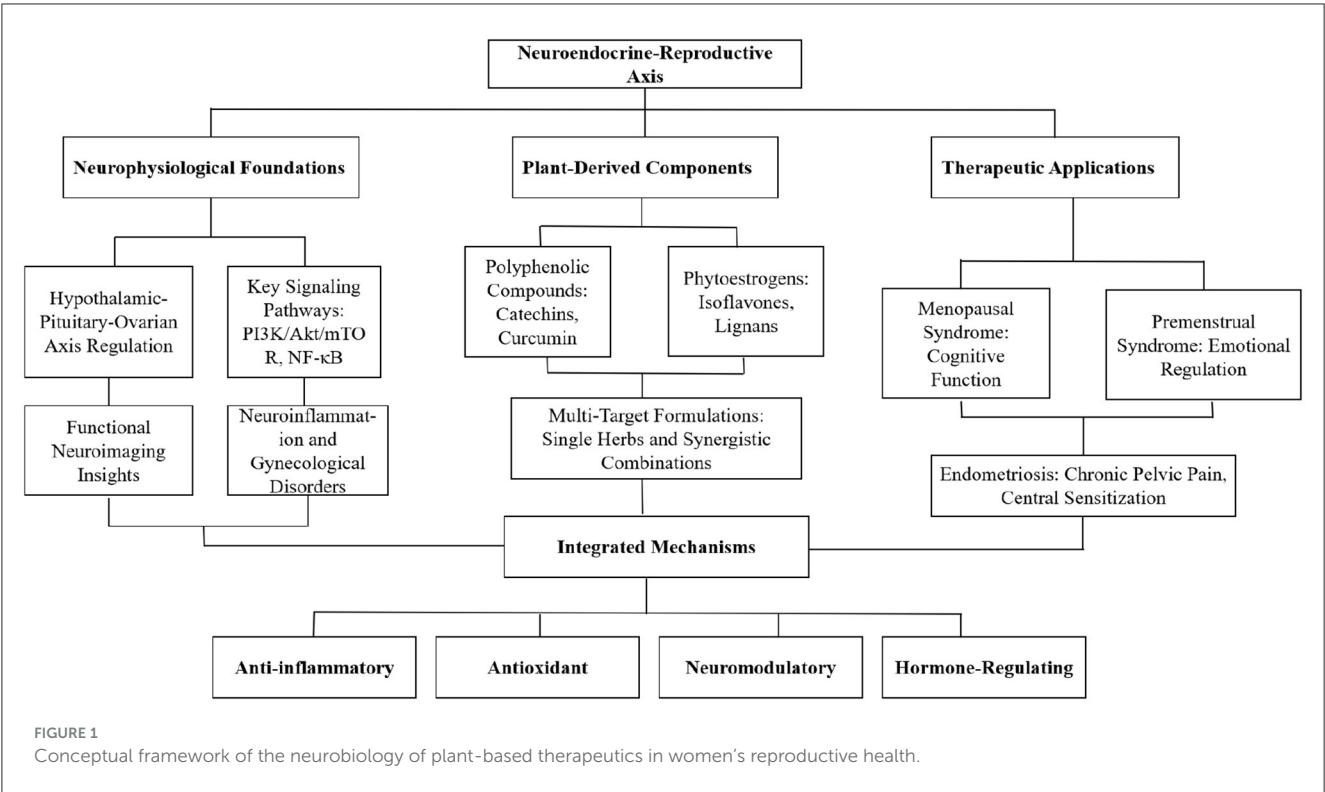 Neuroendocrine-Reproductive
Axis
Neurophysiological Foundations
Plant-Derived Components
Therapeutic Applications
Hypothalamic-
Pituitary-Ovarian
Axis Regulation
Key Signaling
Pathways:
PI3K/Akt/mTO
R, NF-κB
Polyphenolic
Compounds:
Catechins,
Curcumin
Phytoestrogens:
Isoflavones,
Lignans
Menopausal
Syndrome:
Cognitive
Function
Premenstrual
Syndrome: Emotional
Regulation
Functional
Neuroimaging
Insights
Neuroinflammat-
ion and
Gynecological
Disorders
Multi-Target Formulations:
Single Herbs and Synergistic
Combinations
Endometriosis: Chronic Pelvic Pain,
Central Sensitization
Integrated Mechanisms
Anti-inflammatory
Antioxidant
Neuromodulatory
Hormone-Regulating
FIGURE 1
Conceptual framework of the neurobiology of plant-based therapeutics in women's reproductive health.